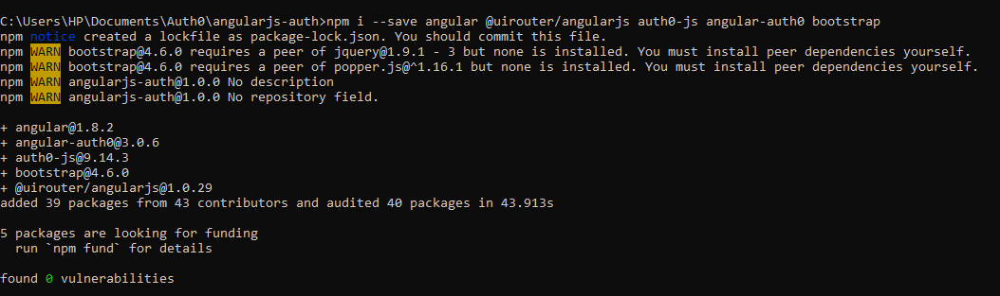 C:\Users\HP\Documents\Auth0\angularjs-auth>npm i --save angular @uirouter/angularjs auth0-js angular-auth0 bootstrap
npm notice created a lockfile as package-lock.json. You should commit this file.
npm WARN bootstrap@4.6.0 requires a peer of jquery@1.9.1 - 3 but none is installed. You must install peer dependencies yourself.
npm WARN bootstrap@4.6.0 requires a peer of popper.js@^1.16.1 but none is installed. You must install peer dependencies yourself.
npm WARN angularjs-auth@1.0.0 No description
npm WARN angularjs-auth@1.0.0 No repository field.
+ angular@1.8.2
+ angular-auth0@3.0.6
+ auth0-js@9.14.3
+ bootstrap@4.6.0
+ @uirouter/angularjs@1.0.29
added 39 packages from 43 contributors and audited 40 packages in 43.913s
5 packages are looking for funding
  run `npm fund` for details
found 0 vulnerabilities